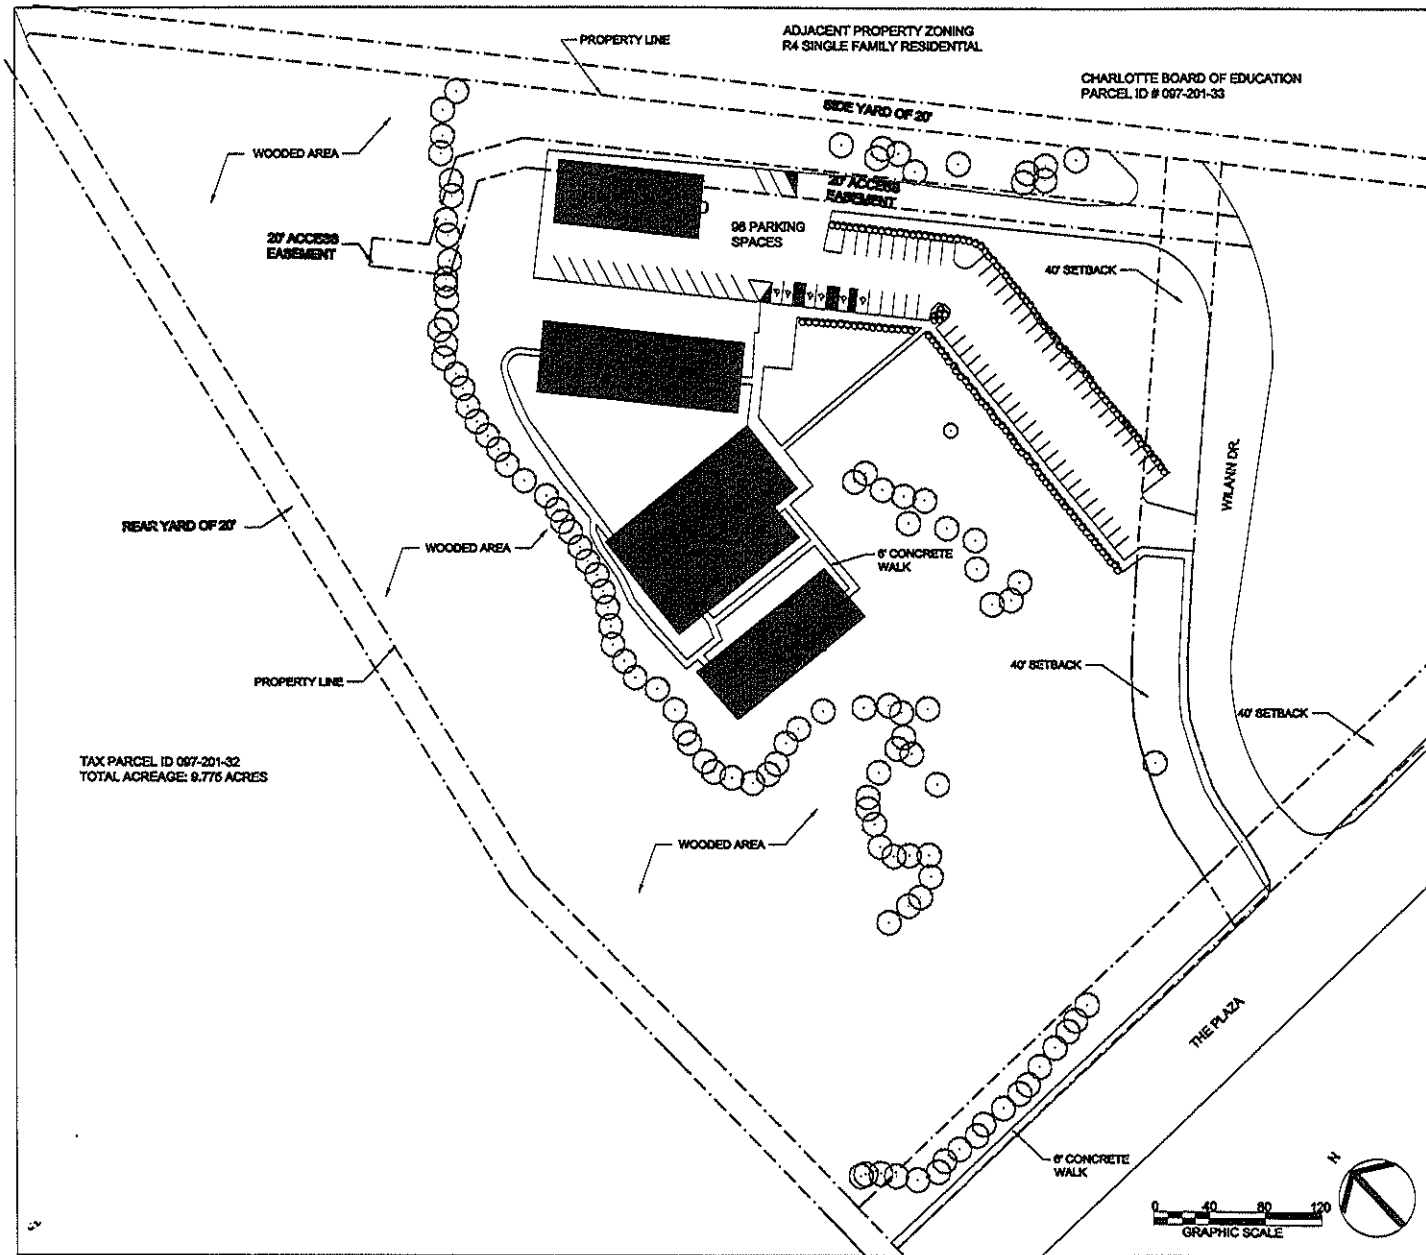 PROPERTY LINE
ADJACENT PROPERTY ZONING
R4 SINGLE FAMILY RESIDENTIAL
CHARLOTTE BOARD OF EDUCATION
PARCEL ID # 097-201-33
SIDE YARD OF 20'
WOODED AREA
20' ACCESS
EASEMENT
98 PARKING
SPACES
20' ACCESS
EASEMENT
40' SETBACK
WILANN DR.
REAR YARD OF 20'
WOODED AREA
6' CONCRETE
WALK
PROPERTY LINE
40' SETBACK
40' SETBACK
TAX PARCEL ID 097-201-32
TOTAL ACREAGE: 9.775 ACRES
WOODED AREA
THE PLAZA
6' CONCRETE
WALK
N
0 40 80 120
GRAPHIC SCALE